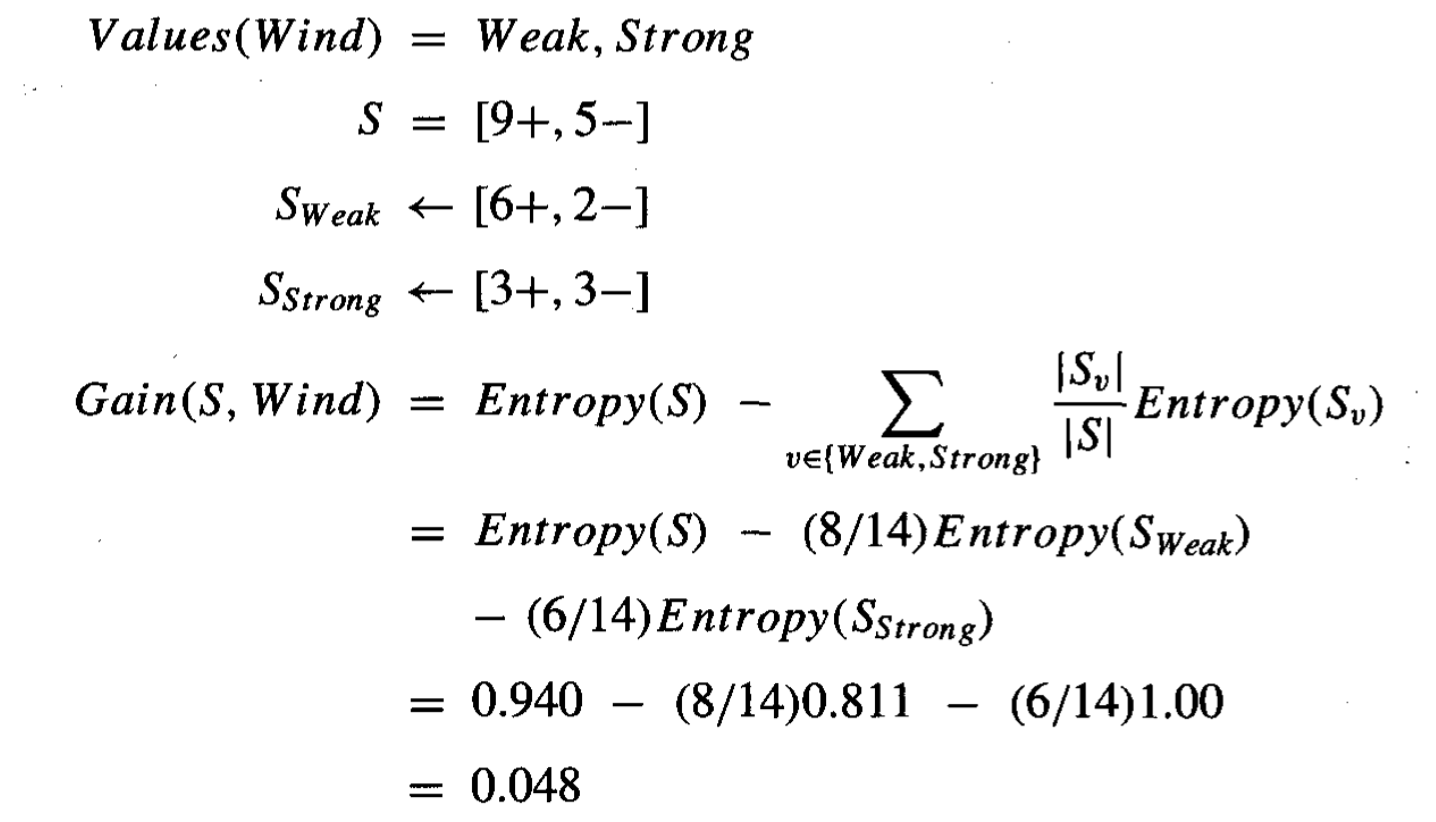 Values(Wind) = Weak, Strong
S = [9+, 5−]
S_Weak ← [6+, 2−]
S_Strong ← [3+, 3−]
Gain(S, Wind) = Entropy(S) − ∑_{v∈{Weak,Strong}} |S_v|/|S| Entropy(S_v)
= Entropy(S) − (8/14)Entropy(S_Weak)
− (6/14)Entropy(S_Strong)
= 0.940 − (8/14)0.811 − (6/14)1.00
= 0.048